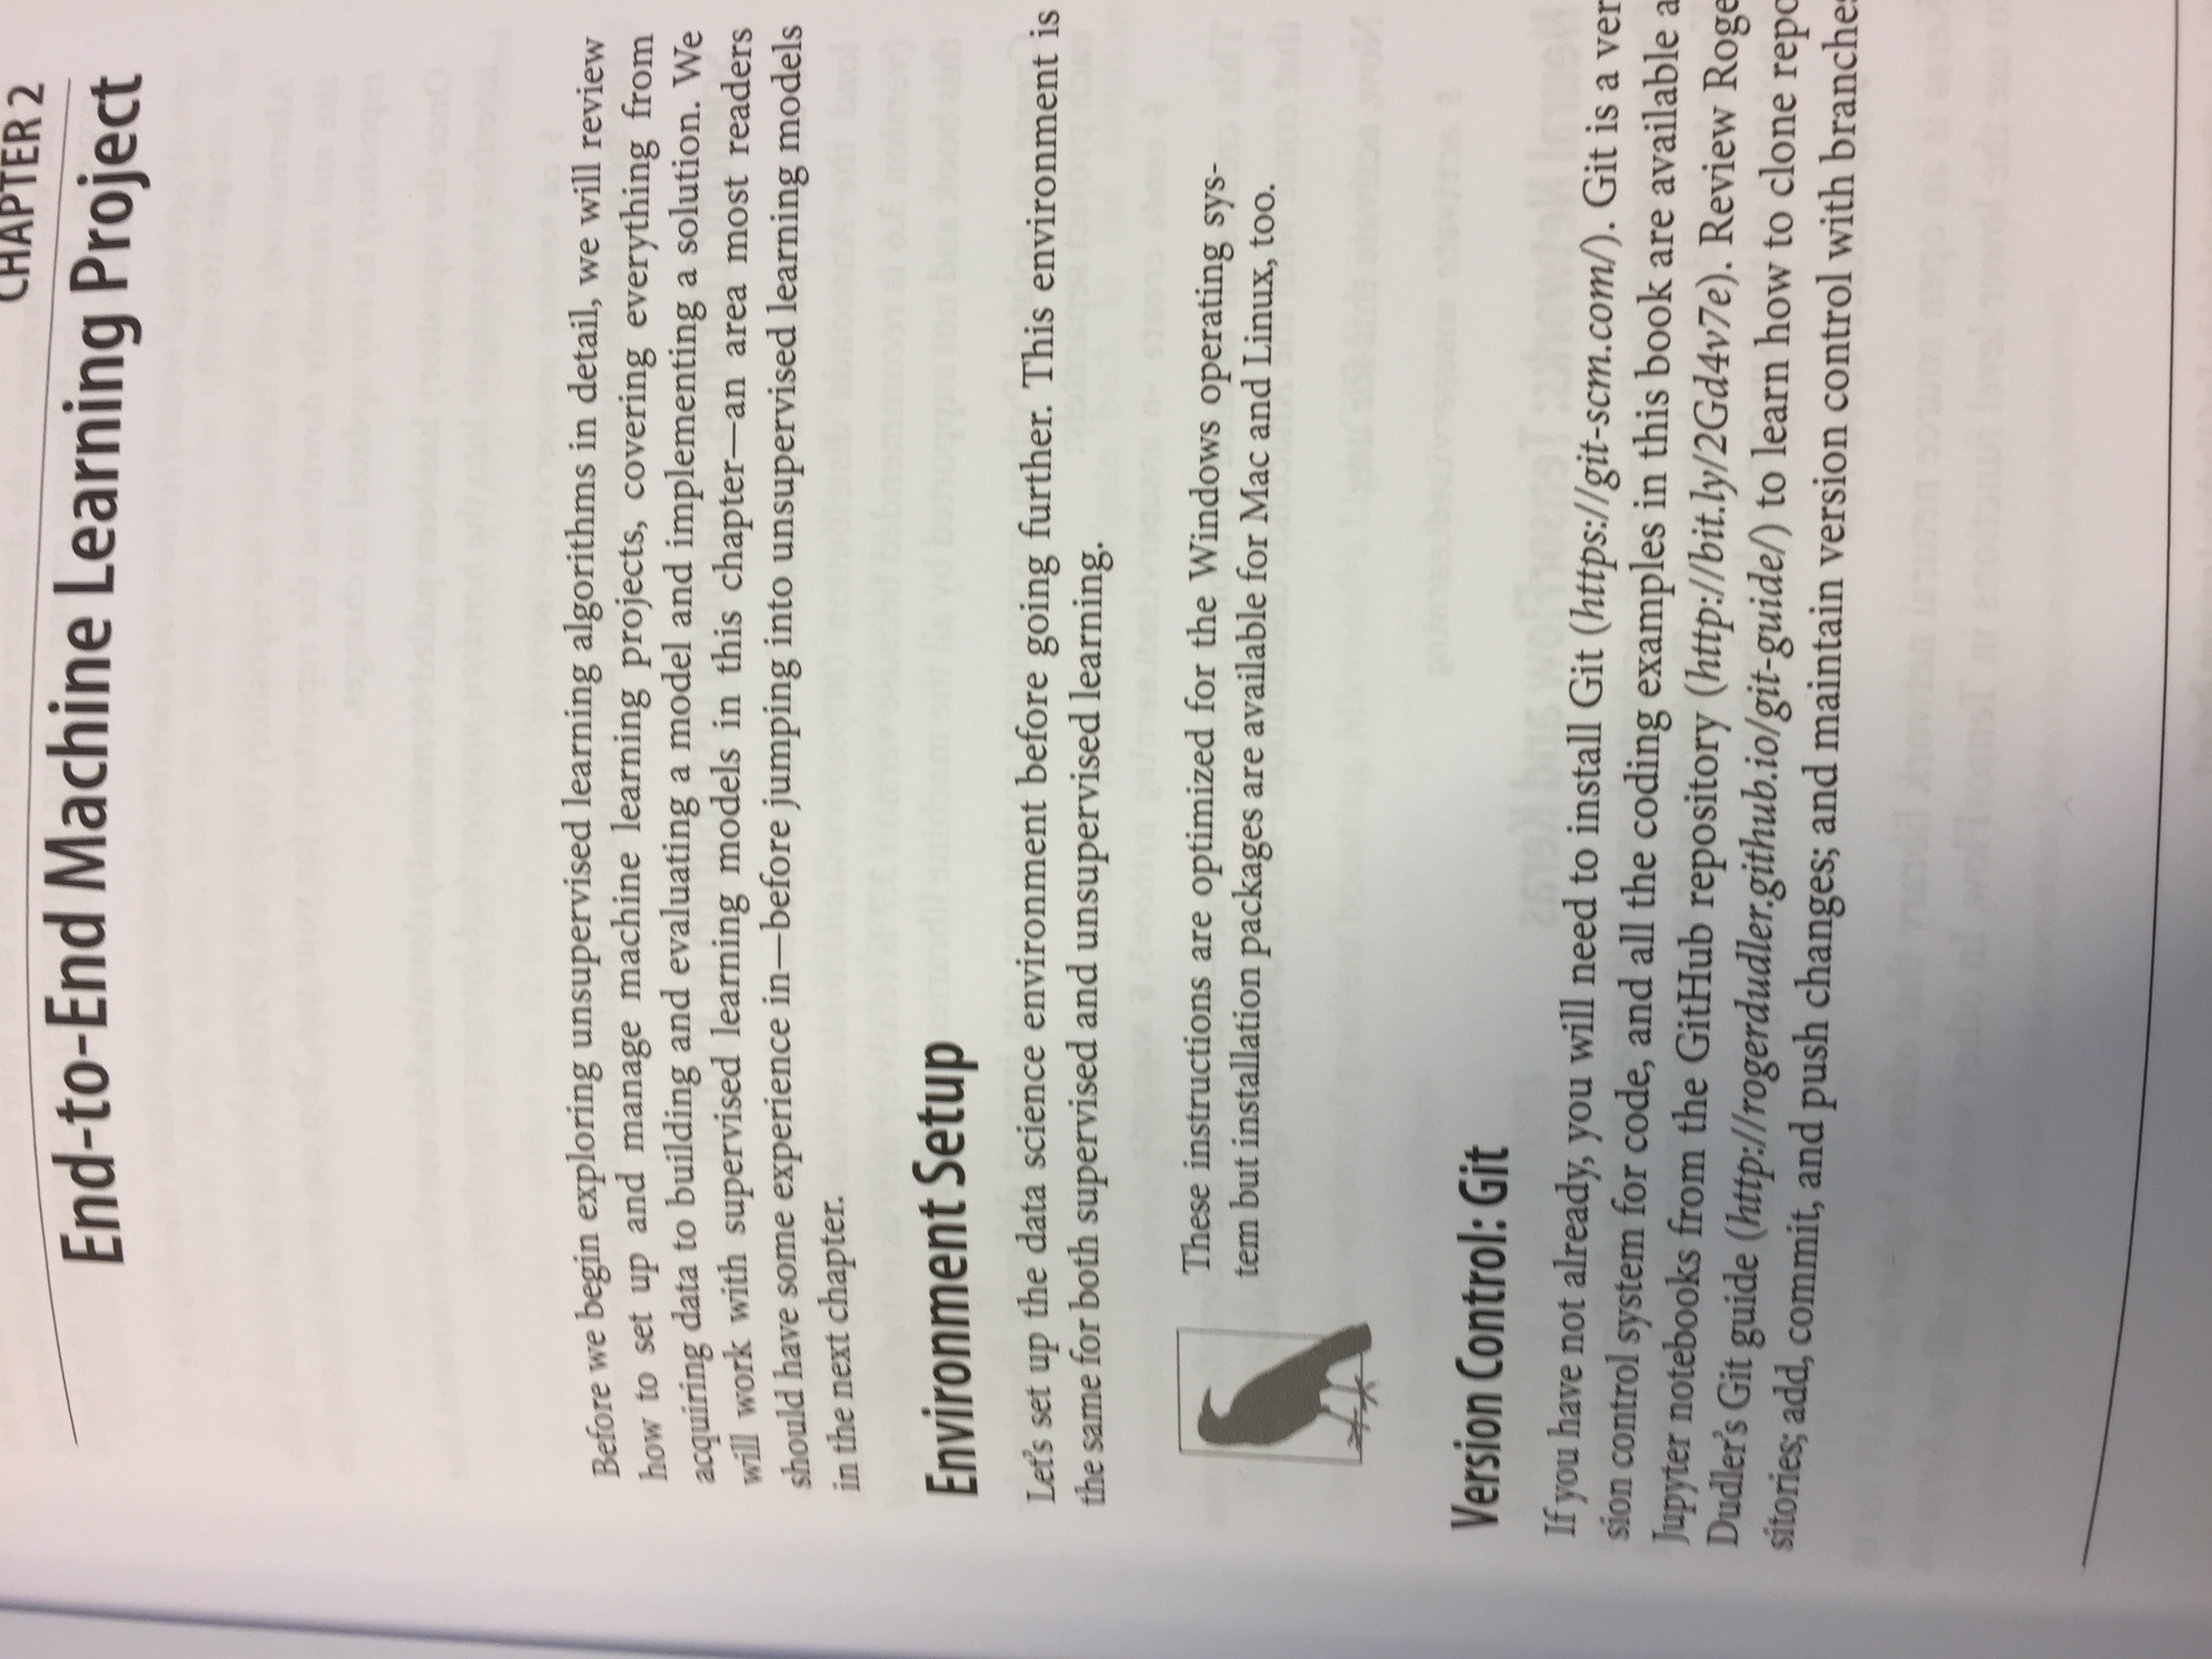 CHAPTER 2
End-to-End Machine Learning Project
Before we begin exploring unsupervised learning algorithms in detail, we will review
how to set up and manage machine learning projects, covering everything from
acquiring data to building and evaluating a model and implementing a solution. We
will work with supervised learning models in this chapter—an area most readers
should have some experience in—before jumping into unsupervised learning models
in the next chapter.
Environment Setup
Let's set up the data science environment before going further. This environment is
the same for both supervised and unsupervised learning.
These instructions are optimized for the Windows operating sys-
tem but installation packages are available for Mac and Linux, too.
Version Control: Git
If you have not already, you will need to install Git (https://git-scm.com/). Git is a ver
sion control system for code, and all the coding examples in this book are available a
Jupyter notebooks from the GitHub repository (http://bit.ly/2Gd4v7e). Review Roge
Dudler's Git guide (http://rogerdudler.github.io/git-guide/) to learn how to clone repo
sitories; add, commit, and push changes; and maintain version control with branches